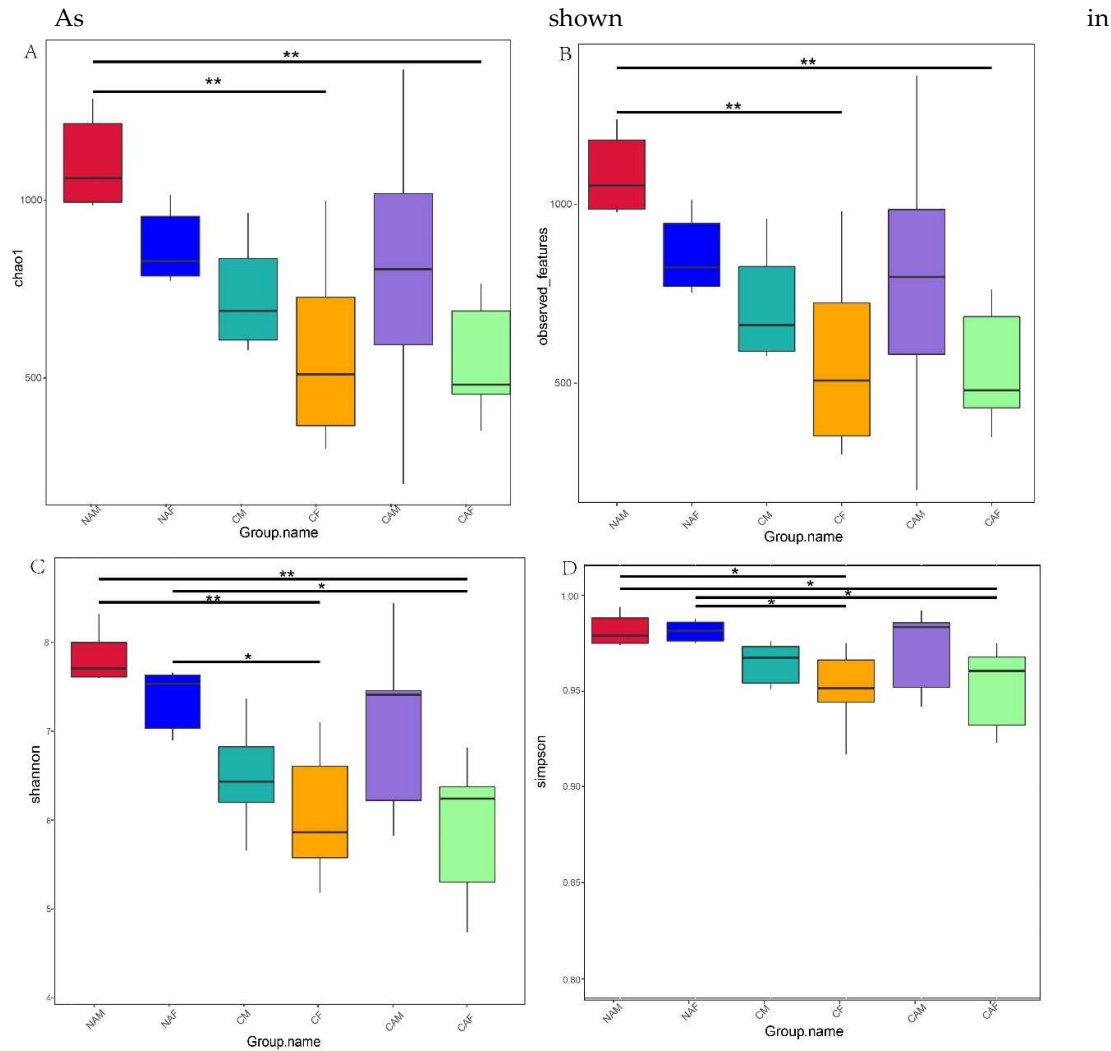 As shown in
A
**
**
chao1
1000
500
NAM NAF CM CF CAM CAF
Group.name
B
**
**
observed_features
1000
500
NAM NAF CM CF CAM CAF
Group.name
C
**
*
**
*
shannon
8
7
6
5
4
NAM NAF CM CF CAM CAF
Group.name
D
*
*
*
*
simpson
1.00
0.95
0.90
0.85
0.80
NAM NAF CM CF CAM CAF
Group.name